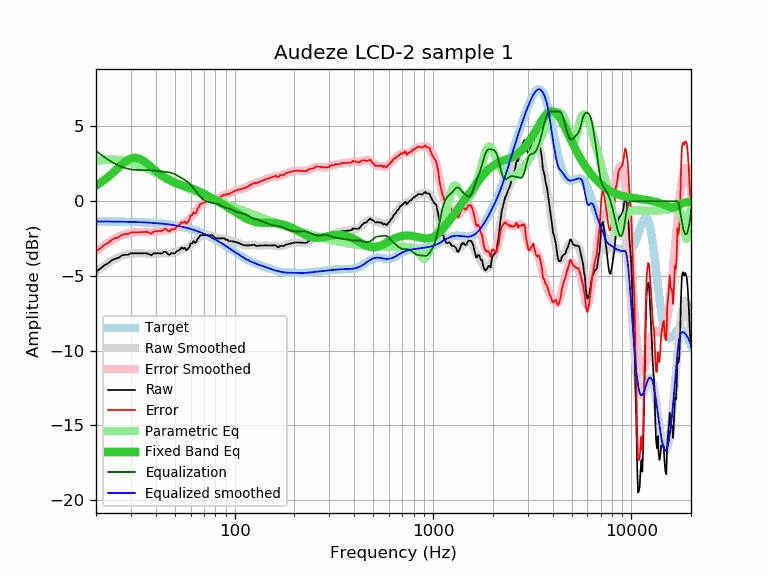 Audeze LCD-2 sample 1
5
0
−5
−10
−15
−20
Amplitude (dBr)
Target
Raw Smoothed
Error Smoothed
Raw
Error
Parametric Eq
Fixed Band Eq
Equalization
Equalized smoothed
100 1000 10000
Frequency (Hz)